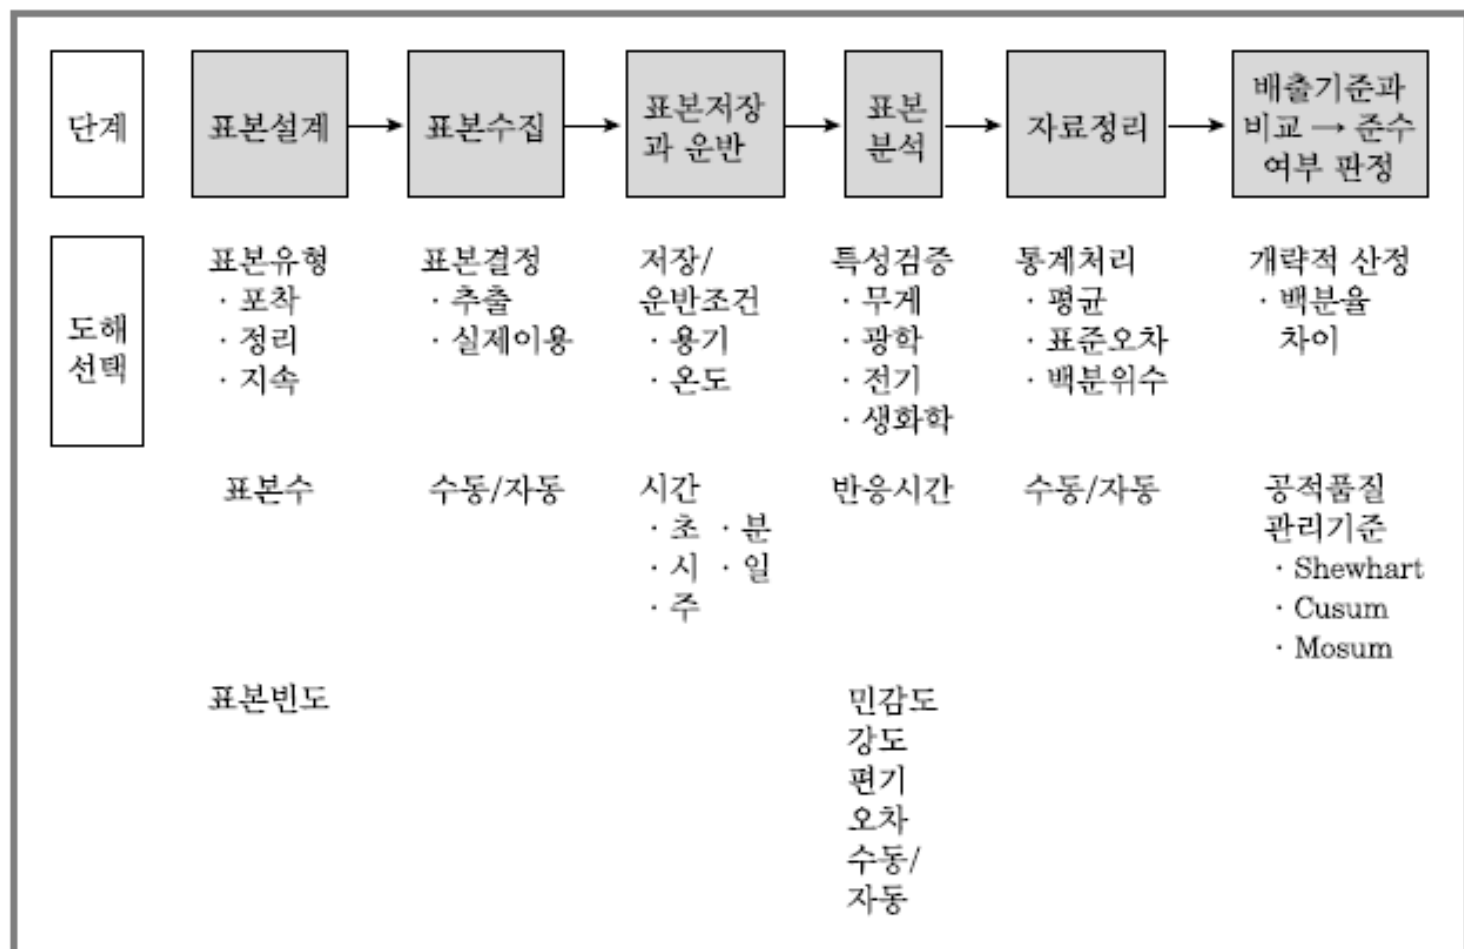 단계
표본설계
표본수집
표본저장
과 운반
표본
분석
자료정리
배출기준과
비교 → 준수
여부 판정
도해
선택
표본유형
· 포착
· 정리
· 지속
표본수
표본빈도
표본결정
· 추출
· 실제이용
수동/자동
저장/
운반조건
· 용기
· 온도
시간
· 초 · 분
· 시 · 일
· 주
특성검증
· 무게
· 광학
· 전기
· 생화학
반응시간
민감도
강도
편기
오차
수동/
자동
통계처리
· 평균
· 표준오차
· 백분위수
수동/자동
개략적 산정
· 백분율
차이
공적품질
관리기준
· Shewhart
· Cusum
· Mosum